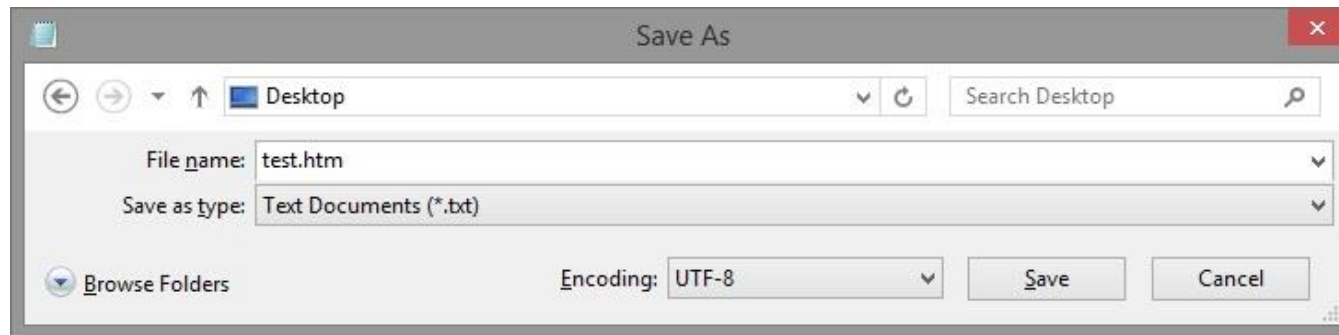 Save As
Desktop
Search Desktop
File name: test.htm
Save as type: Text Documents (*.txt)
Browse Folders
Encoding: UTF-8
Save
Cancel